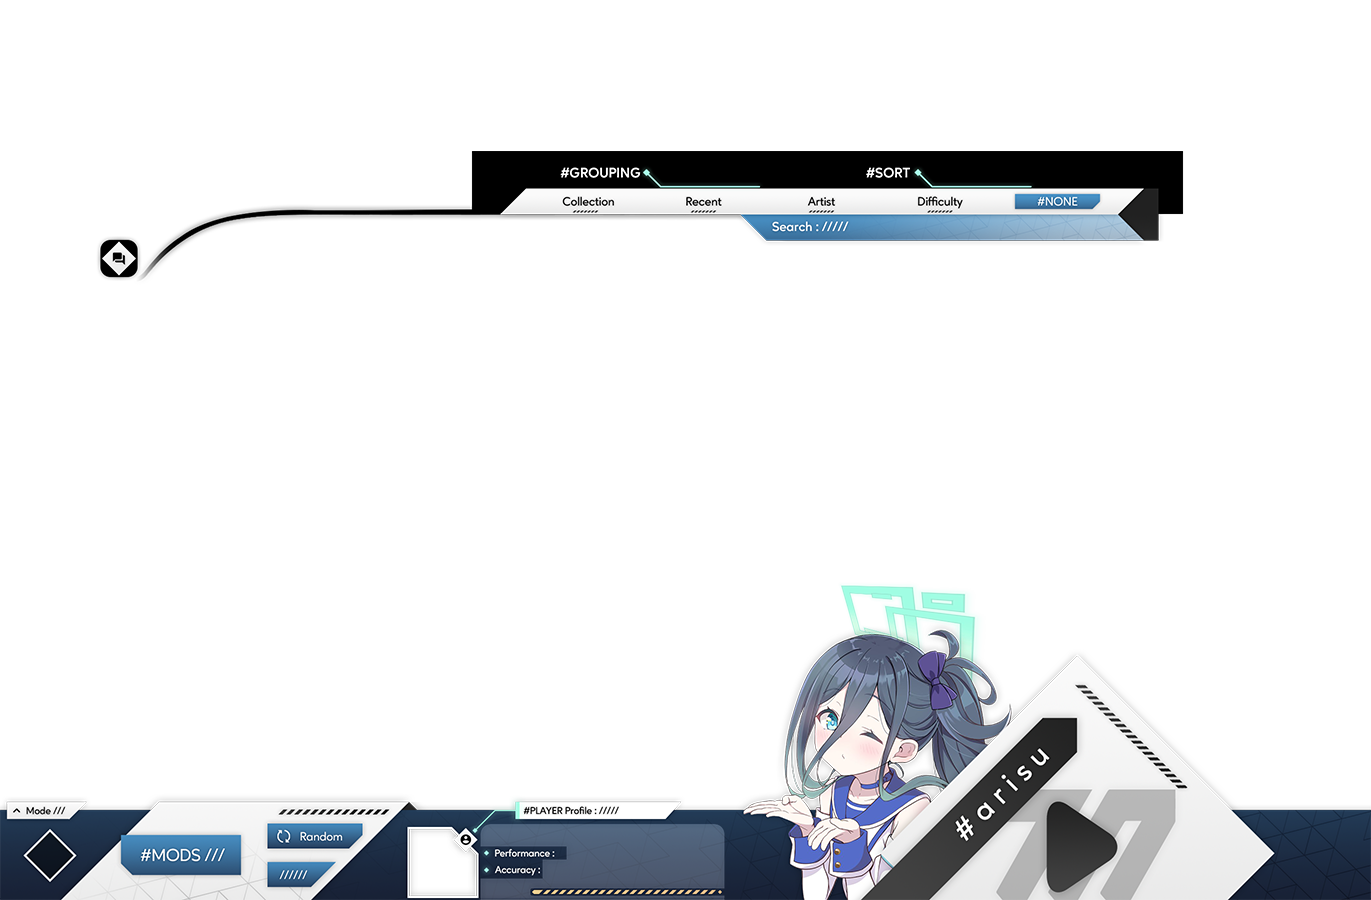 #GROUPING
#SORT
Collection
Recent
Artist
Difficulty
#NONE
Search : /////
Mode ///
#MODS ///
Random
//////
#PLAYER Profile : /////
Performance :
Accuracy :
#arisu